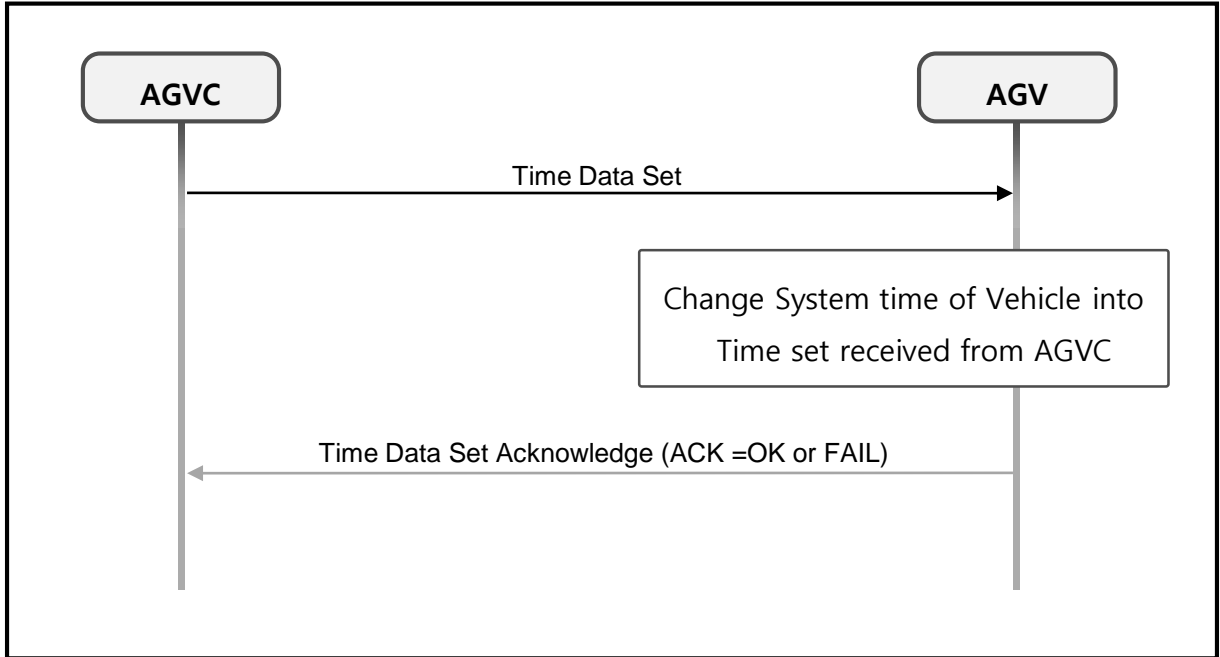 AGVC
AGV
Time Data Set
Change System time of Vehicle into
Time set received from AGVC
Time Data Set Acknowledge (ACK =OK or FAIL)